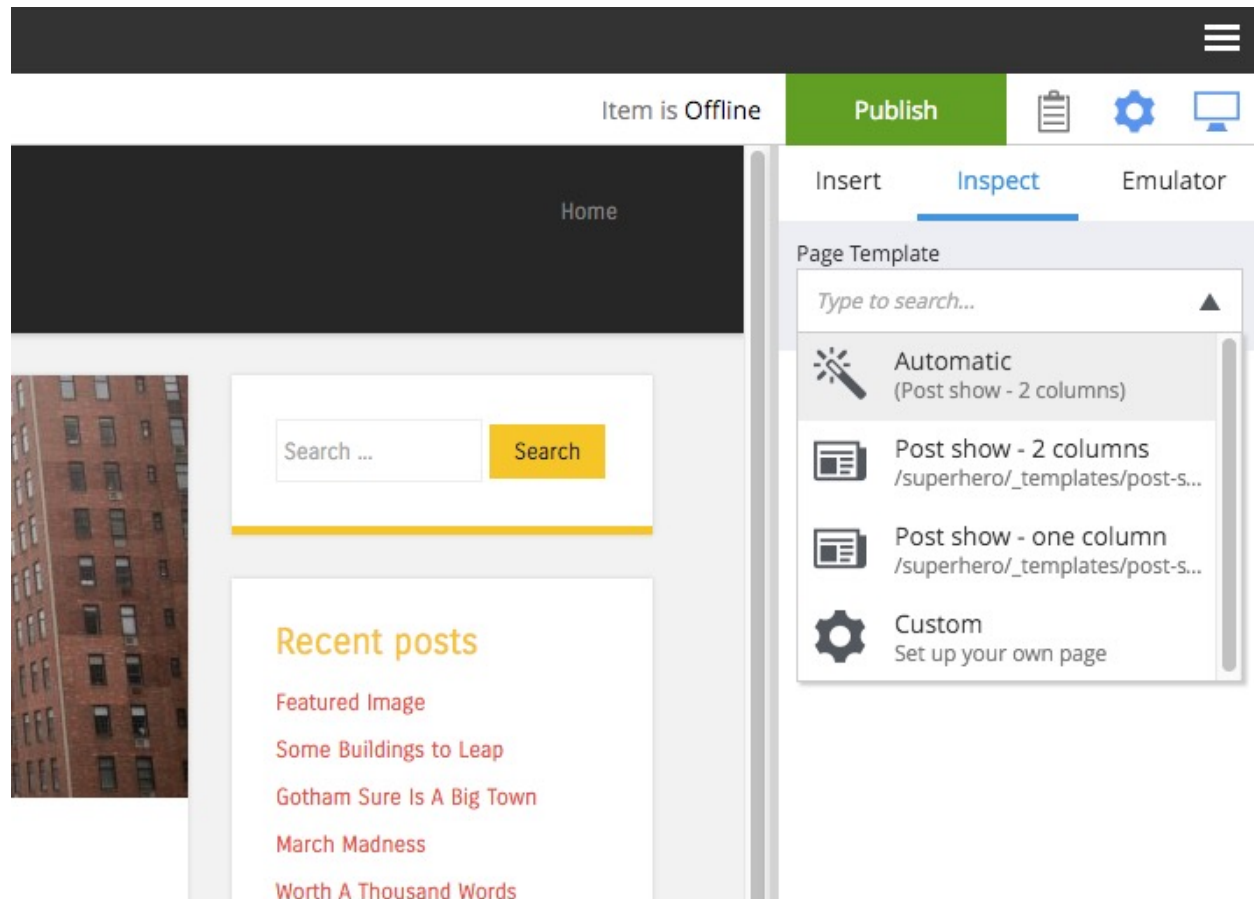 Item is Offline
Publish
Insert
Inspect
Emulator
Home
Page Template
Type to search...
Automatic
(Post show - 2 columns)
Post show - 2 columns
/superhero/_templates/post-s...
Post show - one column
/superhero/_templates/post-s...
Custom
Set up your own page
Search ...
Search
Recent posts
Featured Image
Some Buildings to Leap
Gotham Sure Is A Big Town
March Madness
Worth A Thousand Words